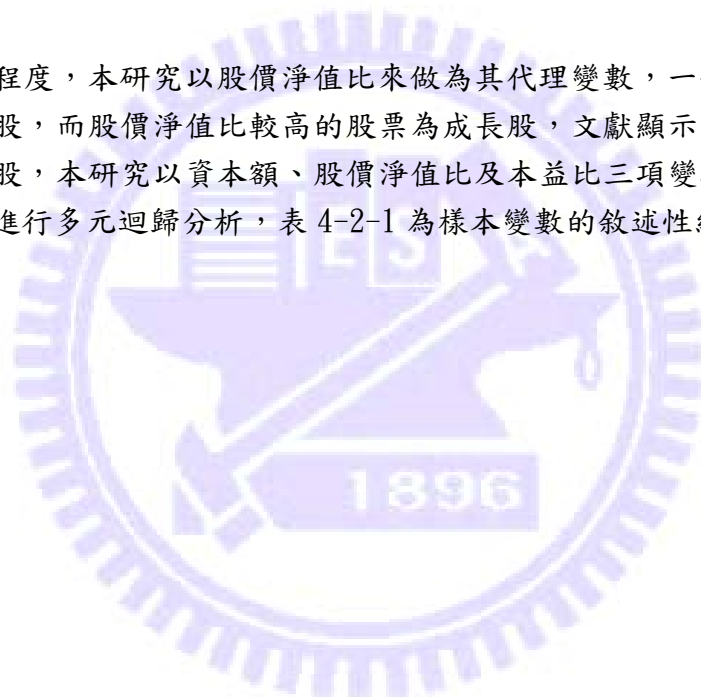 程度，本研究以股價淨值比來做為其代理變數，一
股，而股價淨值比較高的股票為成長股，文獻顯示
股，本研究以資本額、股價淨值比及本益比三項變
進行多元迴歸分析，表 4-2-1 為樣本變數的敘述性
ES
1896